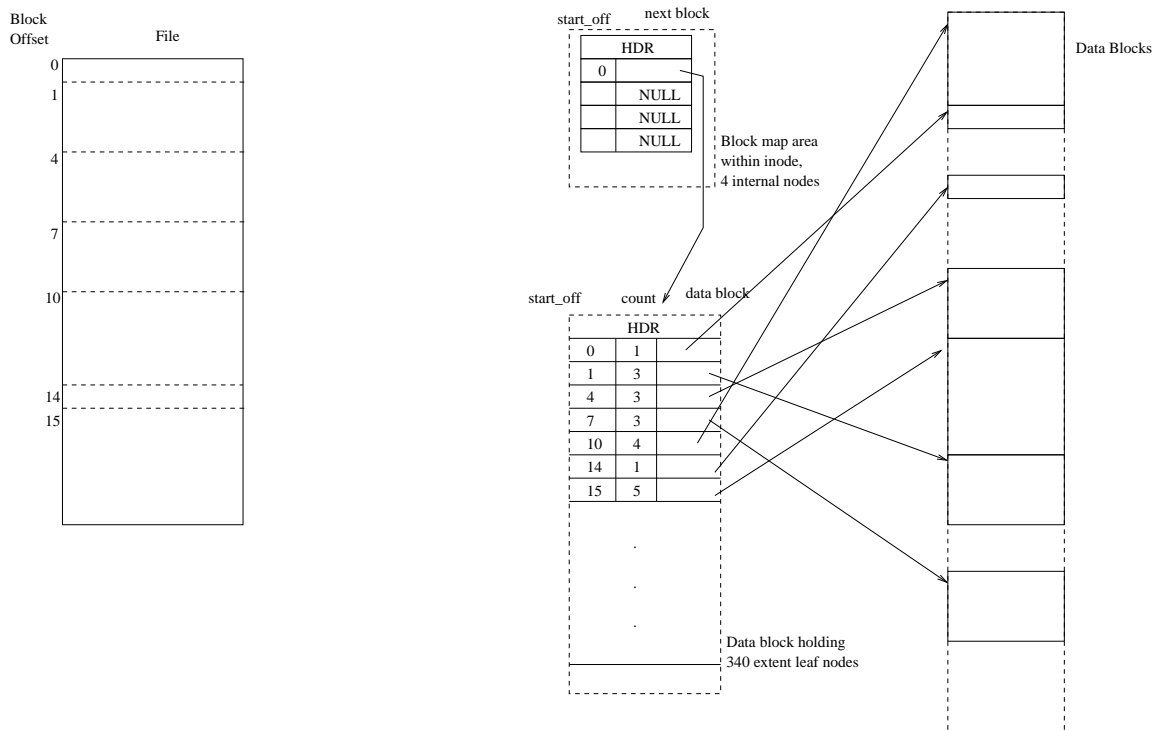 Block
Offset
File
0
1
4
7
10
14
15
start_off
next block
HDR
0
NULL
NULL
NULL
Block map area
within inode,
4 internal nodes
start_off count data block
HDR
0 1
1 3
4 3
7 3
10 4
14 1
15 5
.
.
.
Data block holding
340 extent leaf nodes
Data Blocks